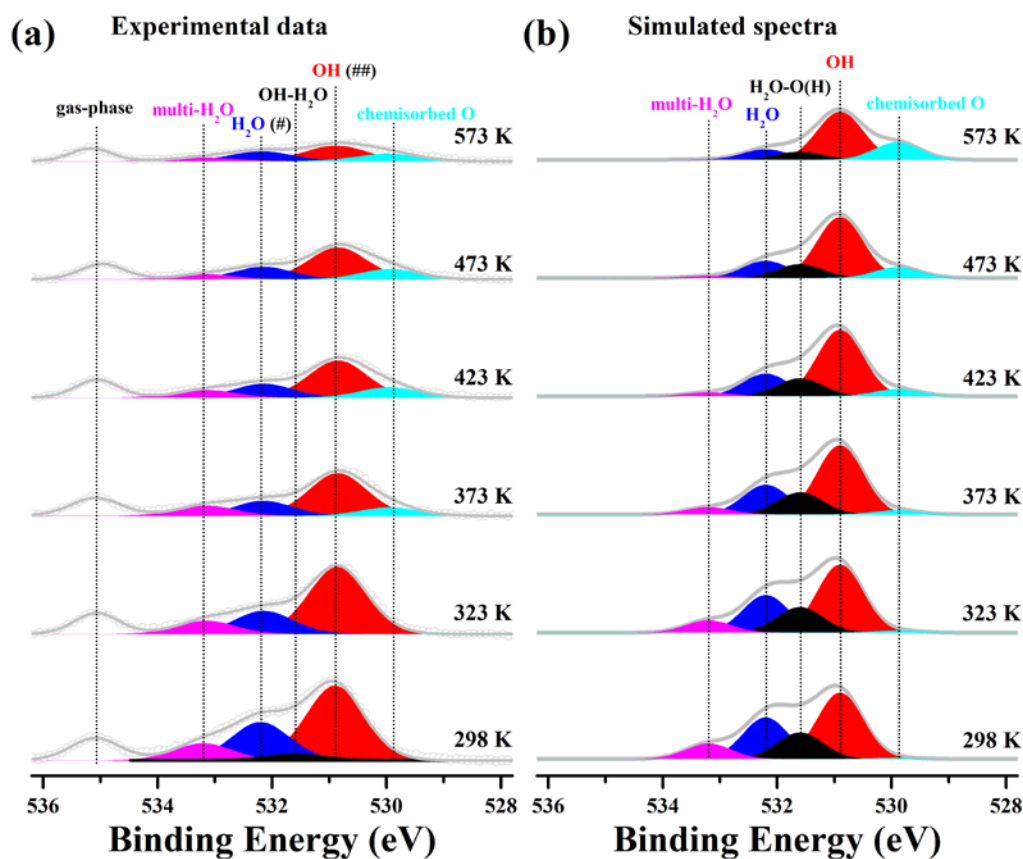 (a) Experimental data
OH (##)
OH-H₂O
gas-phase
multi-H₂O
H₂O (#)
chemisorbed O
573 K
473 K
423 K
373 K
323 K
298 K
536 534 532 530 528
Binding Energy (eV)
(b) Simulated spectra
OH
H₂O-O(H)
multi-H₂O
H₂O
chemisorbed O
573 K
473 K
423 K
373 K
323 K
298 K
536 534 532 530 528
Binding Energy (eV)